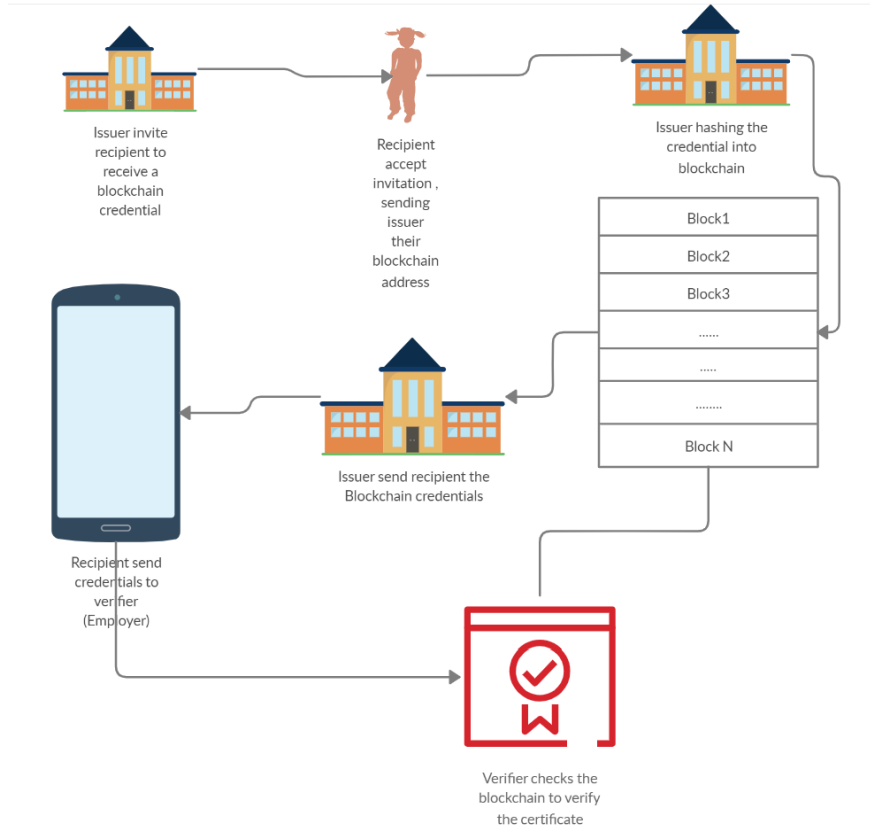 Issuer invite
recipient to
receive a
blockchain
credential
Recipient
accept
invitation ,
sending
issuer
their
blockchain
address
Issuer hashing the
credential into
blockchain
Block1
Block2
Block3
......
.....
........
Block N
Issuer send recipient the
Blockchain credentials
Recipient send
credentials to
verifier
(Employer)
Verifier checks the
blockchain to verify
the certificate